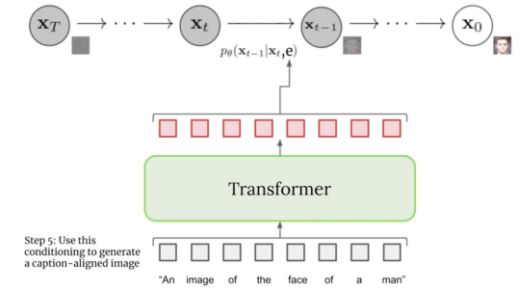 x_T → ··· → x_t → x_{t−1} → ··· → x_0
p_θ(x_{t−1}|x_t,e)
Transformer
Step 5: Use this
conditioning to generate
a caption-aligned image
"An image of the face of a man"